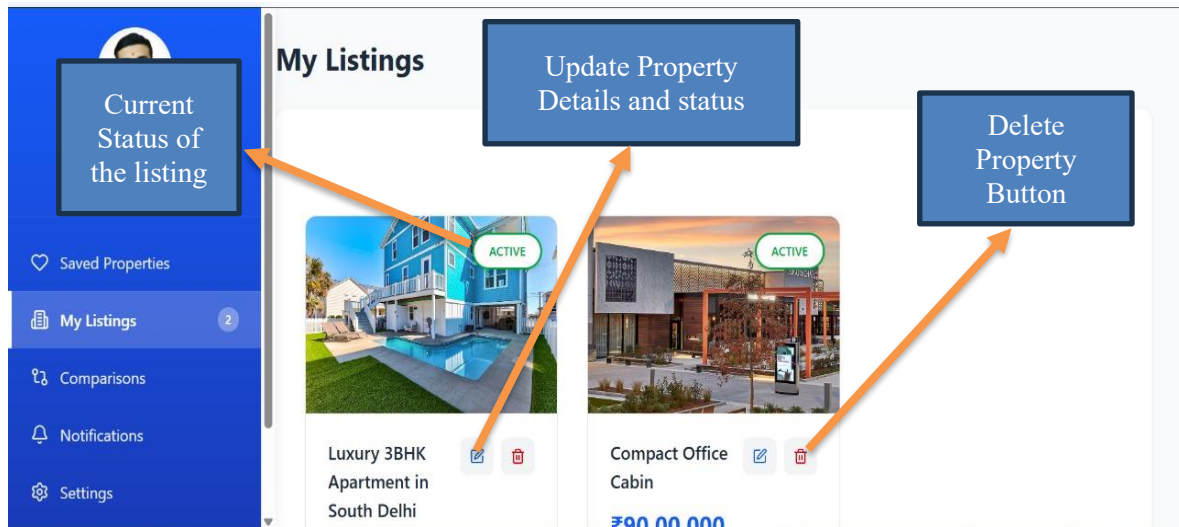 My Listings
Update Property
Details and status
Current
Status of
the listing
Delete
Property
Button
ACTIVE
ACTIVE
Saved Properties
My Listings
2
Comparisons
Notifications
Settings
Luxury 3BHK
Apartment in
South Delhi
Compact Office
Cabin
₹90,00,000